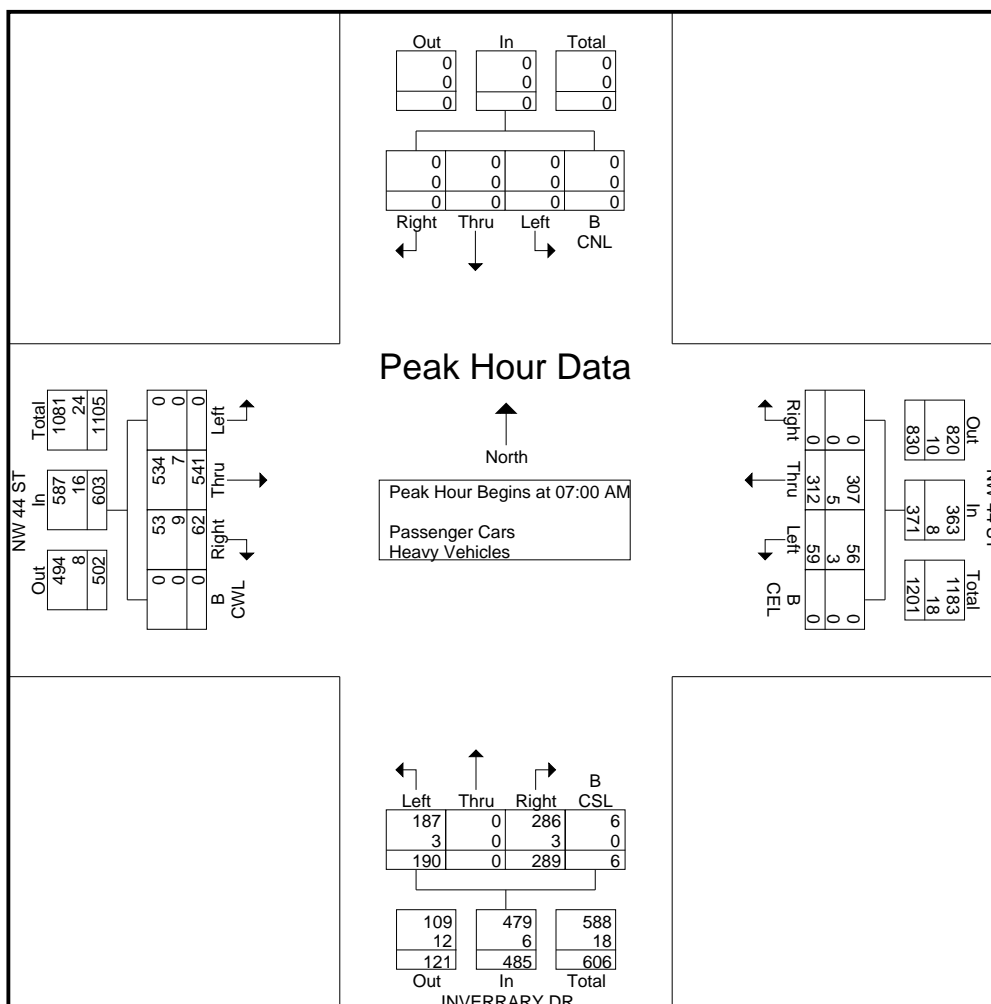 Out In Total
0 0 0
0 0 0
0 0 0
0 0 0 0
0 0 0 0
0 0 0 0
Right Thru Left B
CNL
Peak Hour Data
North
Peak Hour Begins at 07:00 AM
Passenger Cars
Heavy Vehicles
NW 44 ST
Total In Out
1081 587 494
24 16 8
1105 603 502
0 534 53 0
0 7 9 0
0 541 62 0
Left Thru Right B
CWL
NW 44 ST
Out In Total
820 363 1183
10 8 18
830 371 1201
0 307 56 0
0 5 3 0
0 312 59 0
Right Thru Left B
CEL
B
Left Thru Right CSL
187 0 286 6
3 0 3 0
190 0 289 6
109 479 588
12 6 18
121 485 606
Out In Total
INVERRARY DR